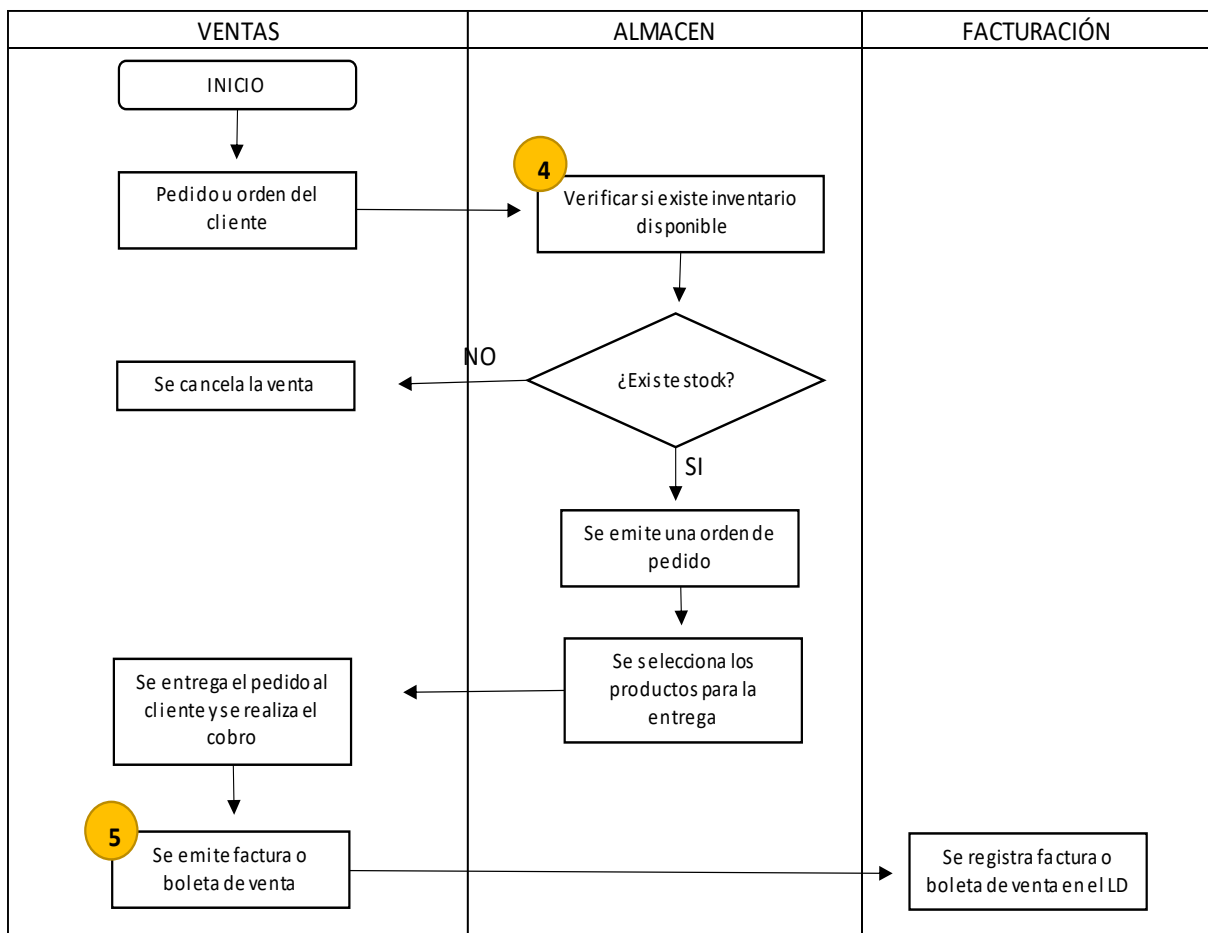 VENTAS
ALMACEN
FACTURACIÓN
INICIO
4
Pedido u orden del
cliente
Verificar si existe inventario
disponible
NO
Se cancela la venta
¿Existe stock?
SI
Se emite una orden de
pedido
Se selecciona los
productos para la
entrega
Se entrega el pedido al
cliente y se realiza el
cobro
5
Se emite factura o
boleta de venta
Se registra factura o
boleta de venta en el LD